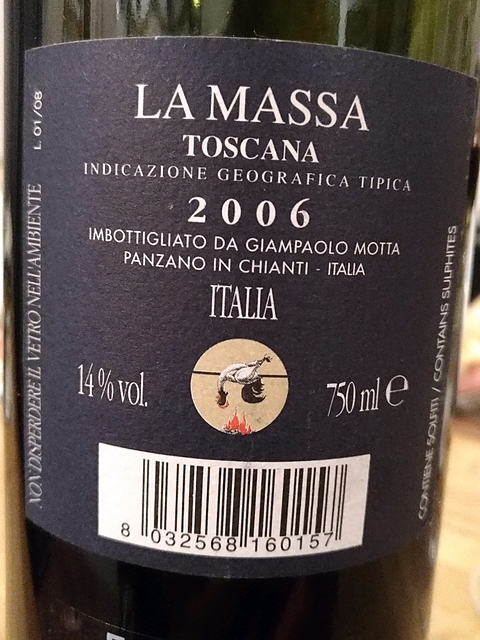 LA MASSA
TOSCANA
INDICAZIONE GEOGRAFICA TIPICA
2006
IMBOTTIGLIATO DA GIAMPAOLO MOTTA
PANZANO IN CHIANTI - ITALIA
ITALIA
14% vol.
750 ml e
8 032568 160157
L 01/08
NON DISPERDERE IL VETRO NELL'AMBIENTE
CONTIENE SOLFITI / CONTAINS SULPHITES